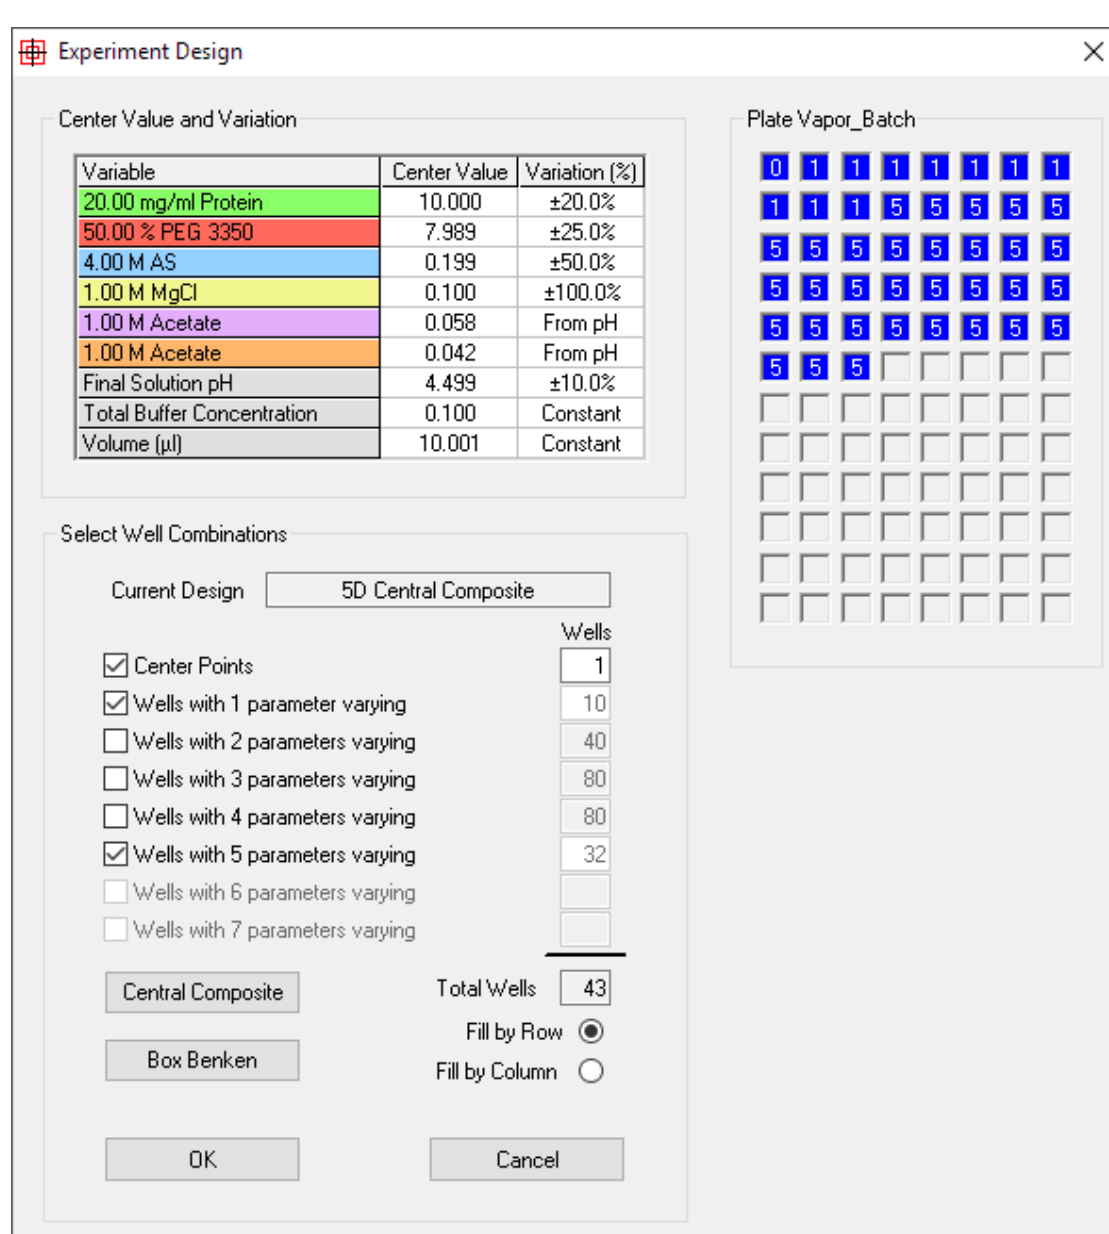 Experiment Design
Center Value and Variation
Variable Center Value Variation (%)
20.00 mg/ml Protein 10.000 ±20.0%
50.00 % PEG 3350 7.989 ±25.0%
4.00 M AS 0.199 ±50.0%
1.00 M MgCl 0.100 ±100.0%
1.00 M Acetate 0.058 From pH
1.00 M Acetate 0.042 From pH
Final Solution pH 4.499 ±10.0%
Total Buffer Concentration 0.100 Constant
Volume (µl) 10.001 Constant
Plate Vapor_Batch
0 1 1 1 1 1 1 1
1 1 1 5 5 5 5 5
5 5 5 5 5 5 5 5
5 5 5 5 5 5 5 5
5 5 5 5 5 5 5 5
5 5 5
Select Well Combinations
Current Design 5D Central Composite
Wells
Center Points 1
Wells with 1 parameter varying 10
Wells with 2 parameters varying 40
Wells with 3 parameters varying 80
Wells with 4 parameters varying 80
Wells with 5 parameters varying 32
Wells with 6 parameters varying
Wells with 7 parameters varying
Central Composite
Total Wells 43
Fill by Row
Box Benken
Fill by Column
OK
Cancel